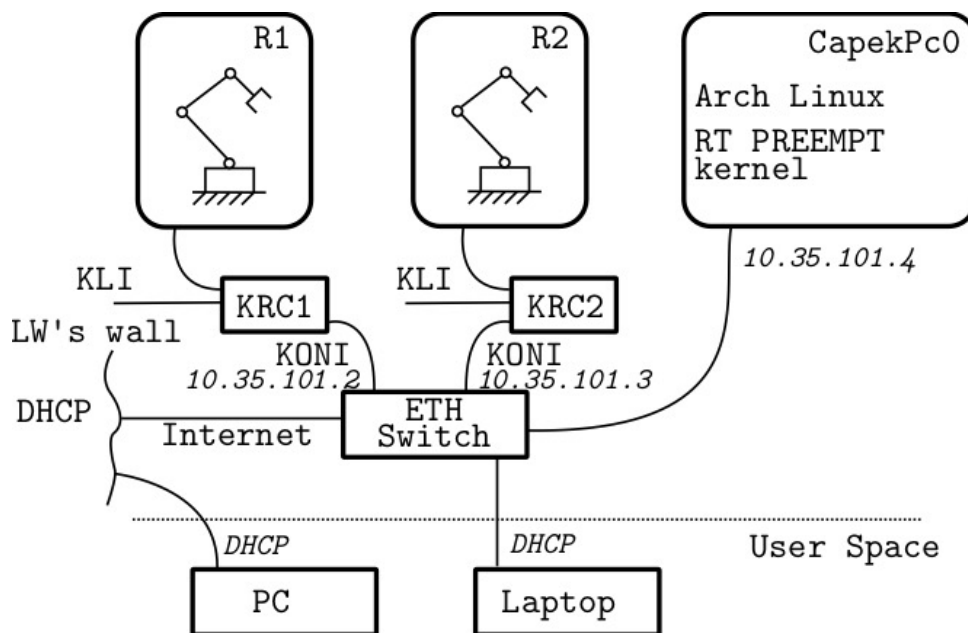 R1
R2
CapekPc0
Arch Linux
RT PREEMPT
kernel
10.35.101.4
KLI
KRC1
KLI
KRC2
LW's wall
KONI
10.35.101.2
KONI
10.35.101.3
DHCP
Internet
ETH
Switch
DHCP
DHCP
User Space
PC
Laptop